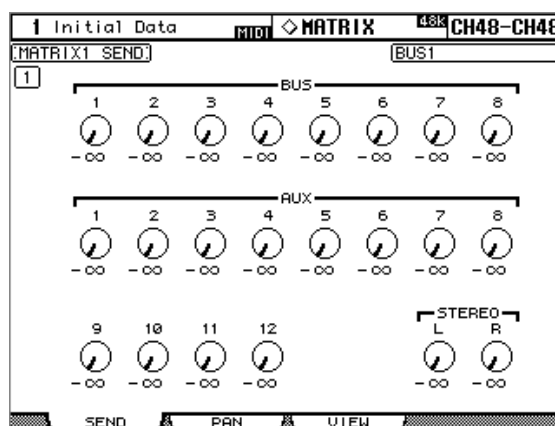 1 Initial Data MIDI ◇MATRIX 48K CH48-CH48
MATRIX1 SEND BUS1
1
BUS
1 2 3 4 5 6 7 8
-∞ -∞ -∞ -∞ -∞ -∞ -∞ -∞
AUX
1 2 3 4 5 6 7 8
-∞ -∞ -∞ -∞ -∞ -∞ -∞ -∞
STEREO
9 10 11 12 L R
-∞ -∞ -∞ -∞ -∞ -∞
SEND PAN VIEW